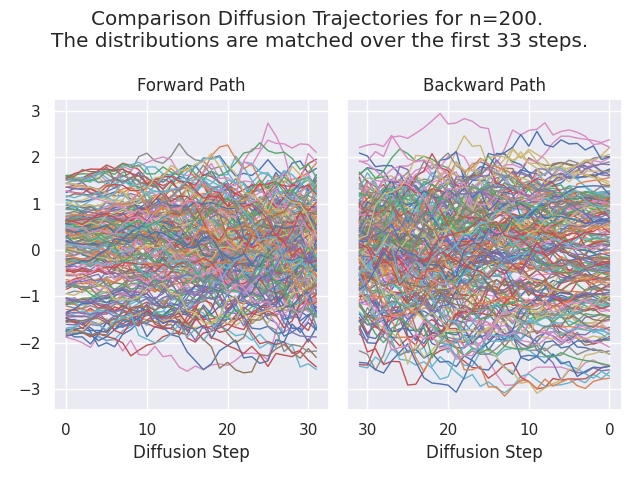 Comparison Diffusion Trajectories for n=200.
The distributions are matched over the first 33 steps.
Forward Path
Backward Path
3
2
1
0
−1
−2
−3
0 10 20 30
30 20 10 0
Diffusion Step
Diffusion Step